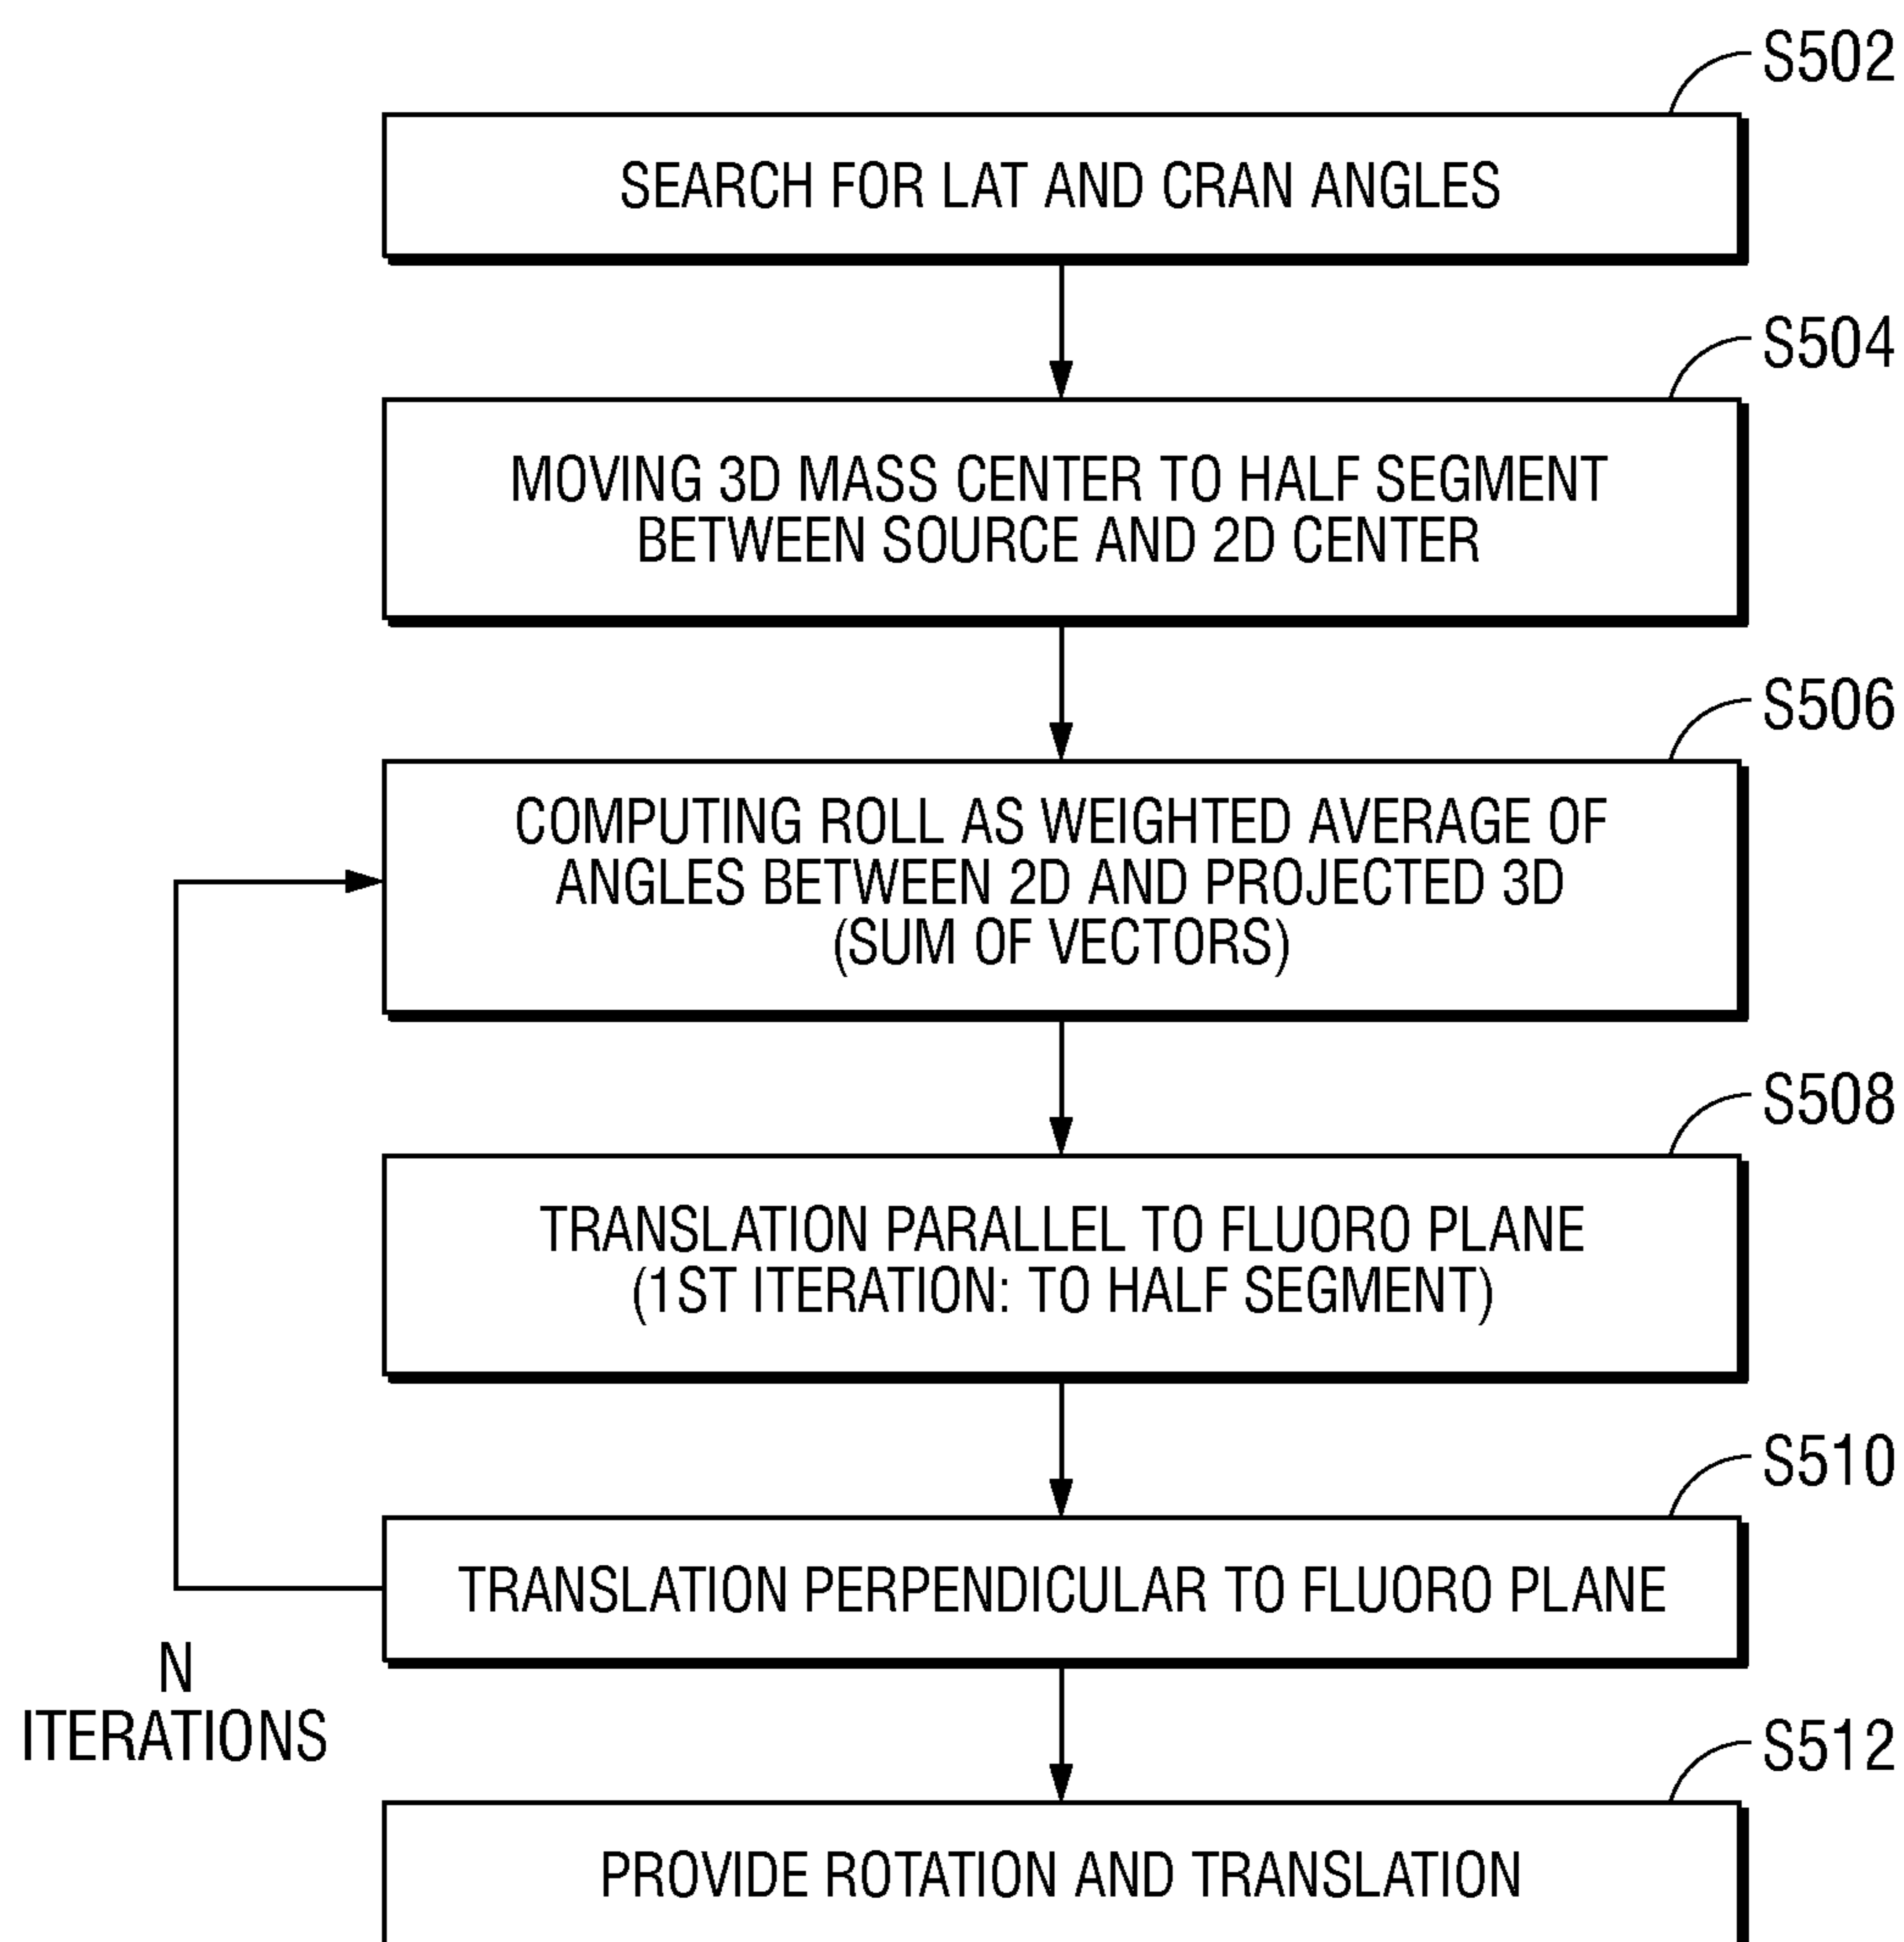 S502
SEARCH FOR LAT AND CRAN ANGLES
S504
MOVING 3D MASS CENTER TO HALF SEGMENT
BETWEEN SOURCE AND 2D CENTER
S506
COMPUTING ROLL AS WEIGHTED AVERAGE OF
ANGLES BETWEEN 2D AND PROJECTED 3D
(SUM OF VECTORS)
S508
TRANSLATION PARALLEL TO FLUORO PLANE
(1ST ITERATION: TO HALF SEGMENT)
S510
TRANSLATION PERPENDICULAR TO FLUORO PLANE
N
ITERATIONS
S512
PROVIDE ROTATION AND TRANSLATION